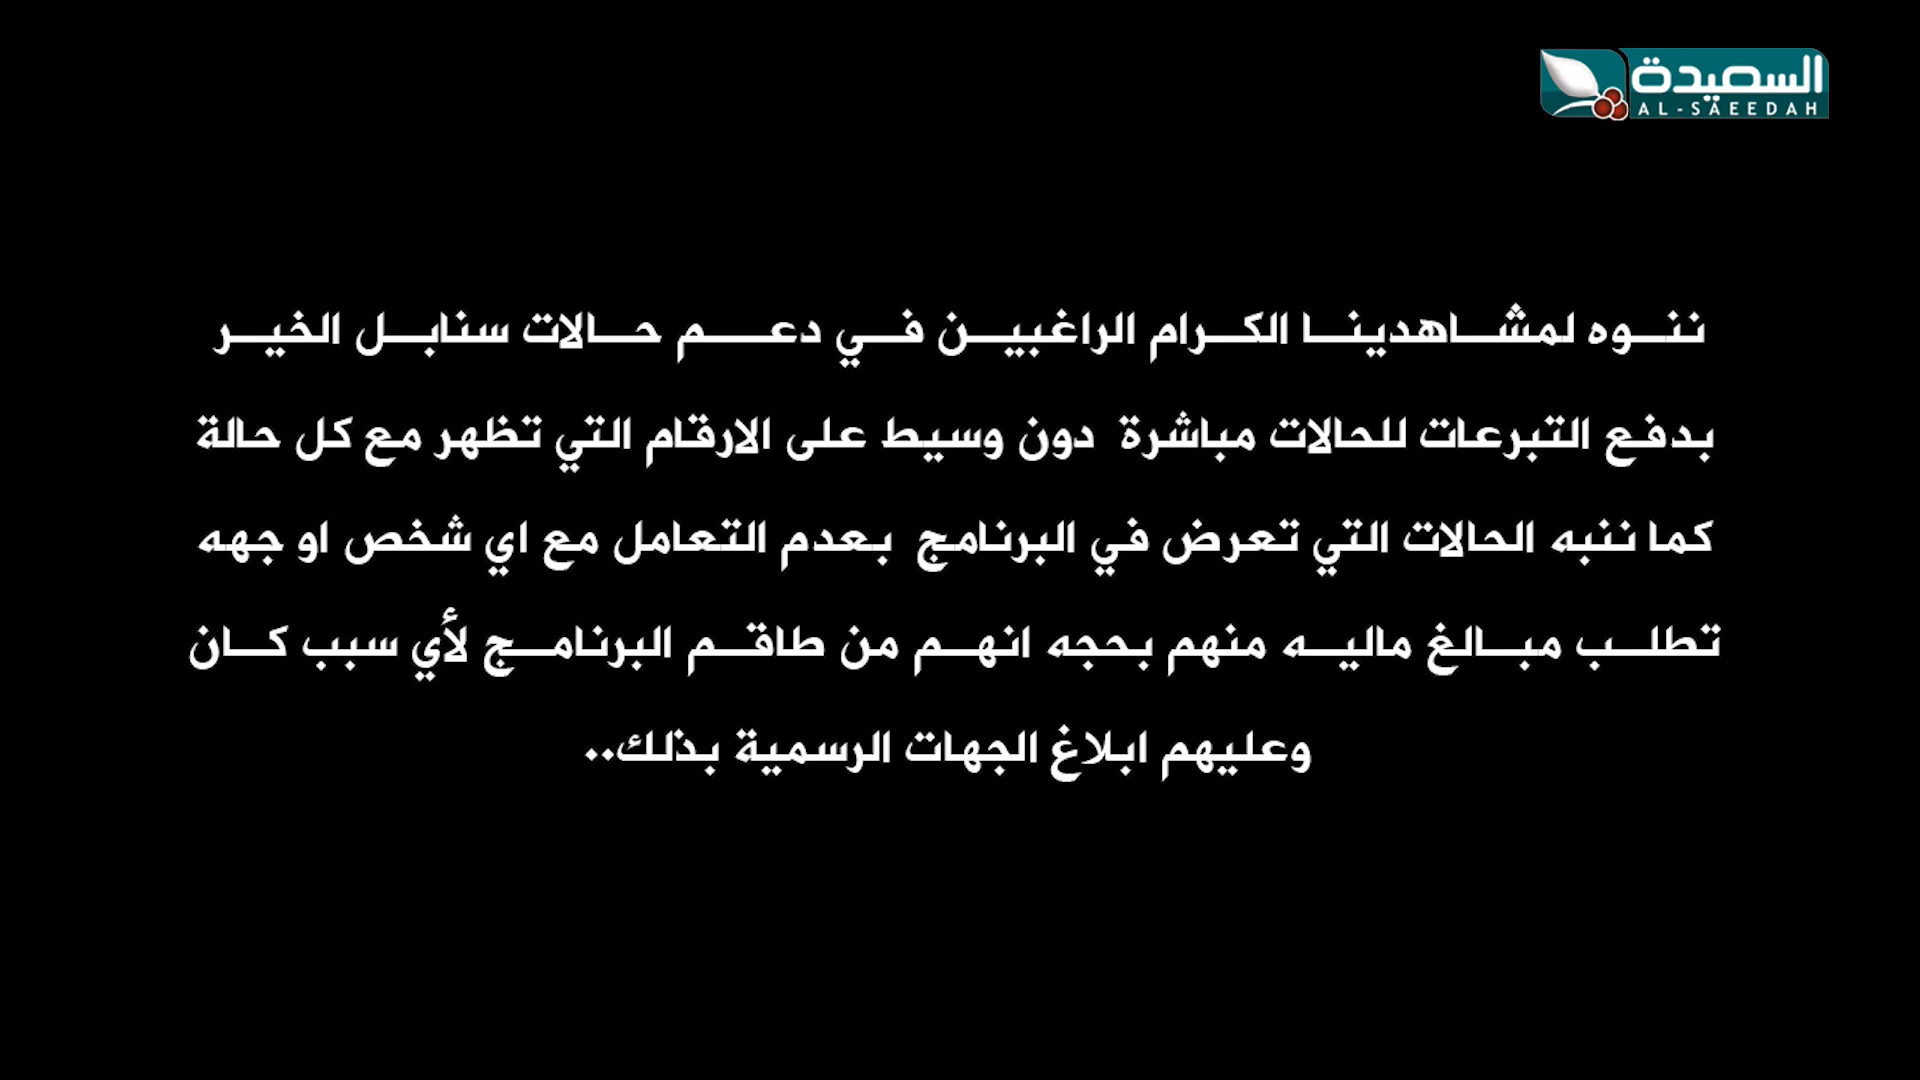 السعيدة
AL-SAEEDAH
ننـــوه لمشـــاهدينـــا الكـــرام الراغبيـــن فـــي دعـــــم حـــالات سنابـــل الخيـــر
بدفع التبرعات للحالات مباشرة دون وسيط على الارقام التي تظهر مع كل حالة
كما ننبه الحالات التي تعرض في البرنامج بعدم التعامل مع اي شخص او جهه
تطلـــب مبـــالغ ماليـــه منهم بحجه انهـــم من طاقـــم البرنامـــج لأي سبب كـــان
وعليهم ابلاغ الجهات الرسمية بذلك..